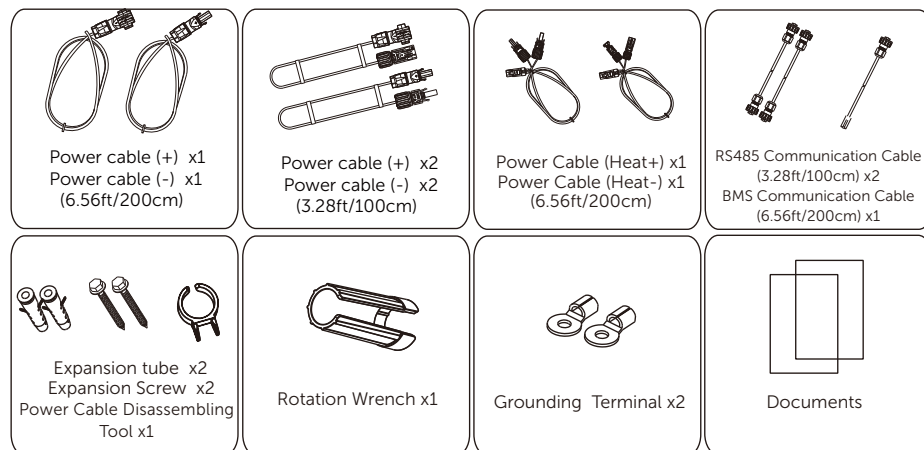 Power cable (+) x1
Power cable (-) x1
(6.56ft/200cm)
Power cable (+) x2
Power cable (-) x2
(3.28ft/100cm)
Power Cable (Heat+) x1
Power Cable (Heat-) x1
(6.56ft/200cm)
RS485 Communication Cable
(3.28ft/100cm) x2
BMS Communication Cable
(6.56ft/200cm) x1
Expansion tube x2
Expansion Screw x2
Power Cable Disassembling
Tool x1
Rotation Wrench x1
Grounding Terminal x2
Documents